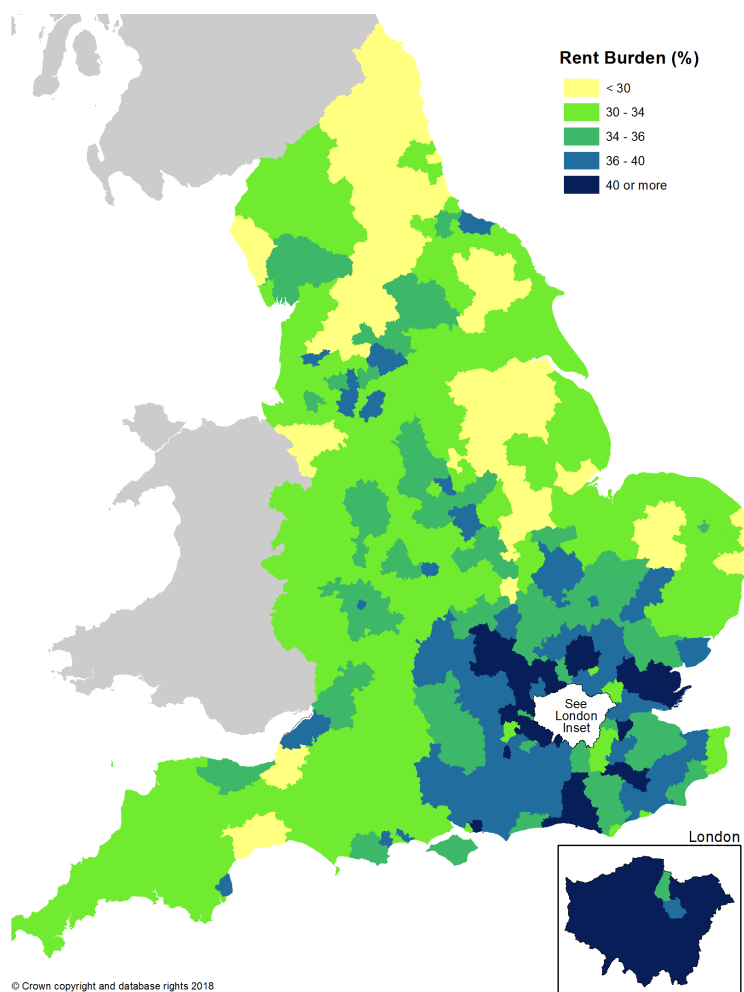 Rent Burden (%)
< 30
30 - 34
34 - 36
36 - 40
40 or more
See
London
Inset
London
© Crown copyright and database rights 2018